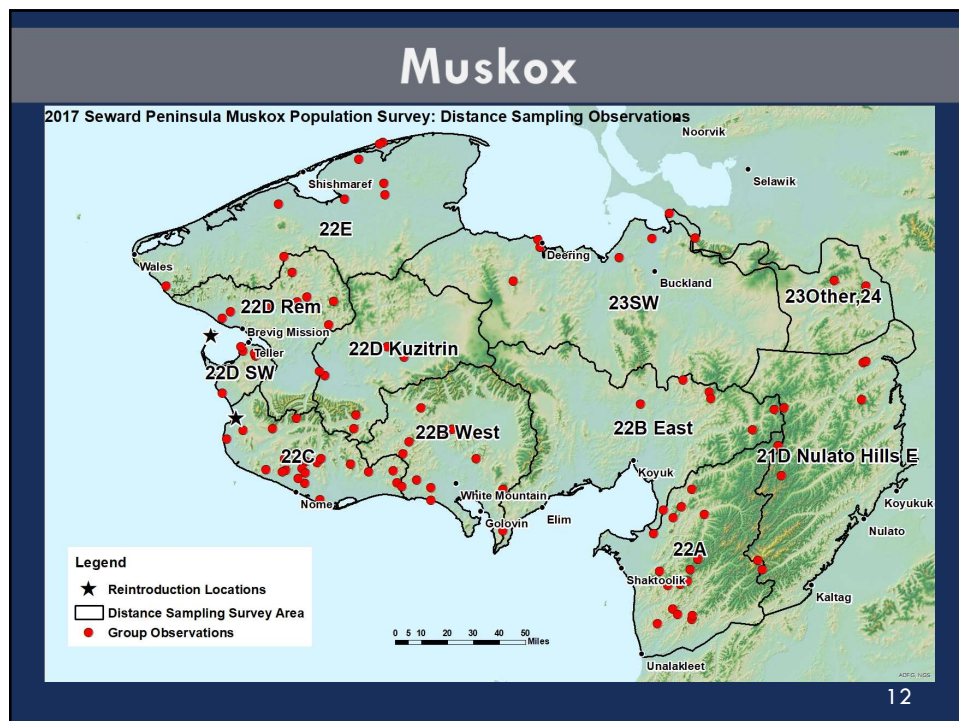 Muskox
2017 Seward Peninsula Muskox Population Survey: Distance Sampling Observations
Noorvik
Selawik
Shishmaref
22E
Deering
Wales
Buckland
23Other,24
22D Rem
23SW
Brevig Mission
22D Kuzitrin
Teller
22D SW
22B West
22B East
22C
21D Nulato Hills E
Koyuk
White Mountain
Koyukuk
Nome
Golovin
Elim
Nulato
22A
Legend
Shaktoolik
Reintroduction Locations
Kaltag
Distance Sampling Survey Area
Group Observations
0 5 10 20 30 40 50
Miles
Unalakleet
ADFG, NGS
12